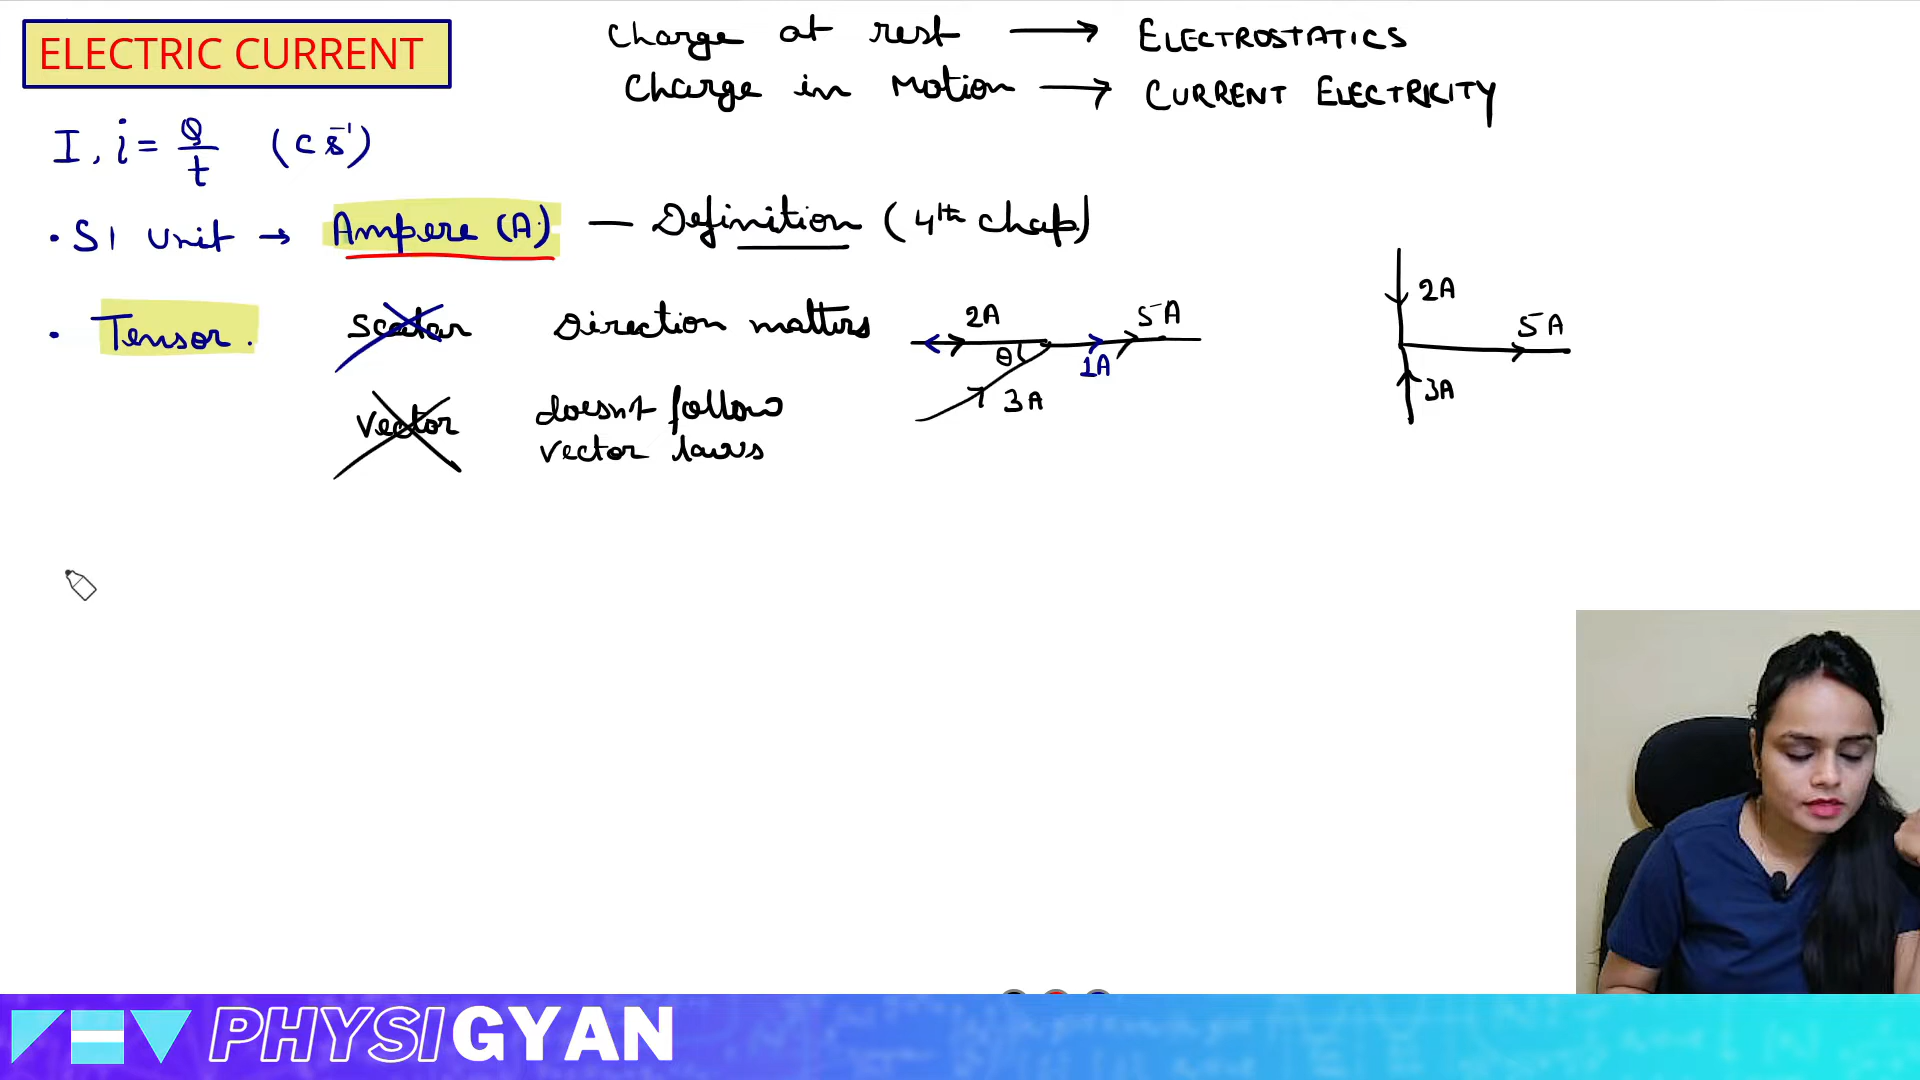 ELECTRIC CURRENT
Charge at rest → ELECTROSTATICS
Charge in Motion → CURRENT ELECTRICITY
I, i = Q/t (C s⁻¹)
• SI Unit → Ampere (A) — Definition (4th chap)
• Tensor. Scalar Direction matters
Vector doesnt follow
vector laws
2A 5A
θ 1A
3A
2A
5A
3A
PHYSIGYAN